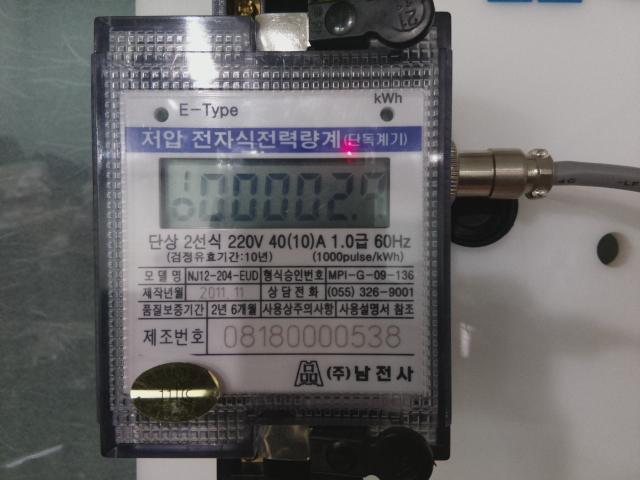 E-Type
kWh
저압 전자식전력량계(단독계기)
단상 2선식 220V 40(10)A 1.0급 60Hz
(검정유효기간:10년) (1000pulse/kWh)
모델명 NJ12-204-EUD 형식승인번호 MPI-G-09-136
제작년월 2011.11 상담전화 (055) 326-9001
품질보증기간 2년 6개월 사용상주의사항 사용설명서 참조
제조번호 08180000538
(주)남전사